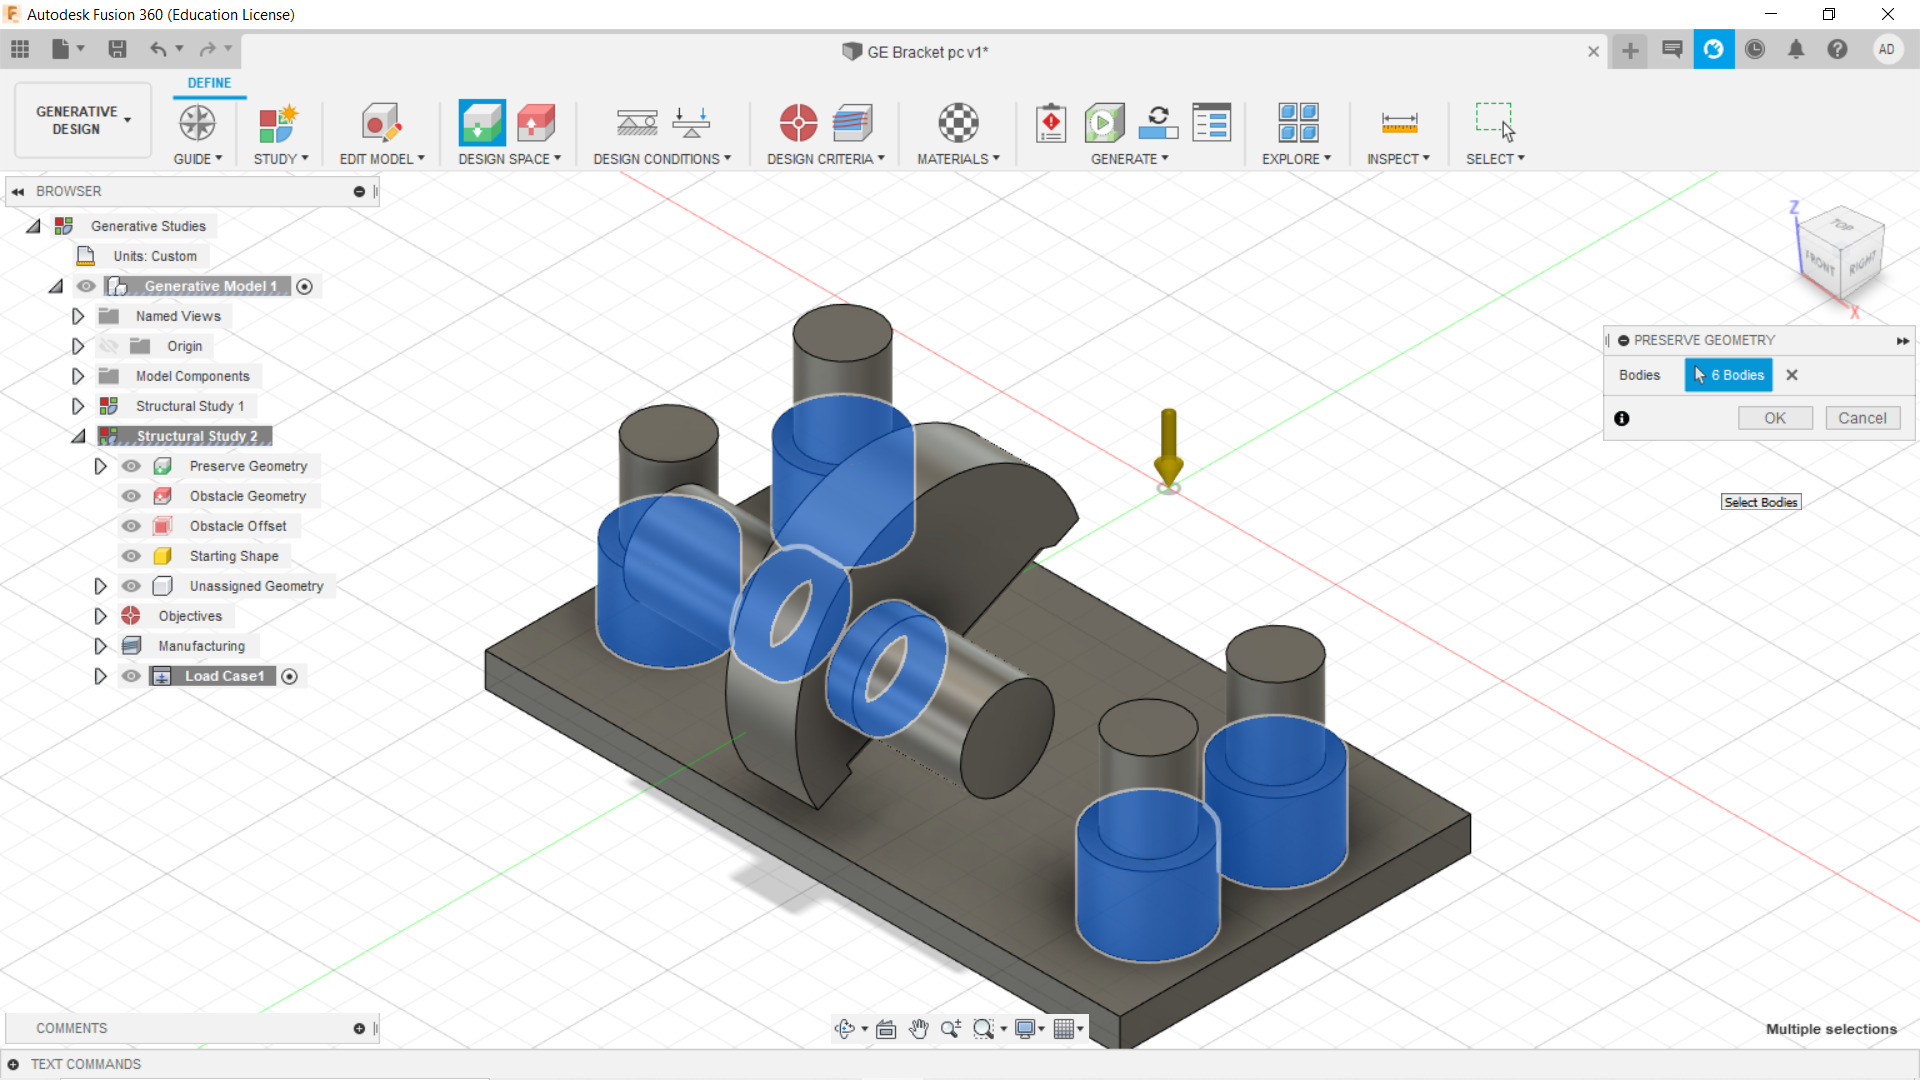 Autodesk Fusion 360 (Education License)
GE Bracket pc v1*
AD
DEFINE
GENERATIVE DESIGN
GUIDE
STUDY
EDIT MODEL
DESIGN SPACE
DESIGN CONDITIONS
DESIGN CRITERIA
MATERIALS
GENERATE
EXPLORE
INSPECT
SELECT
BROWSER
Generative Studies
Units: Custom
Generative Model 1
Named Views
Origin
Model Components
Structural Study 1
Structural Study 2
Preserve Geometry
Obstacle Geometry
Obstacle Offset
Starting Shape
Unassigned Geometry
Objectives
Manufacturing
Load Case1
Z
TOP
FRONT
RIGHT
X
PRESERVE GEOMETRY
Bodies
6 Bodies
OK
Cancel
Select Bodies
COMMENTS
Multiple selections
TEXT COMMANDS